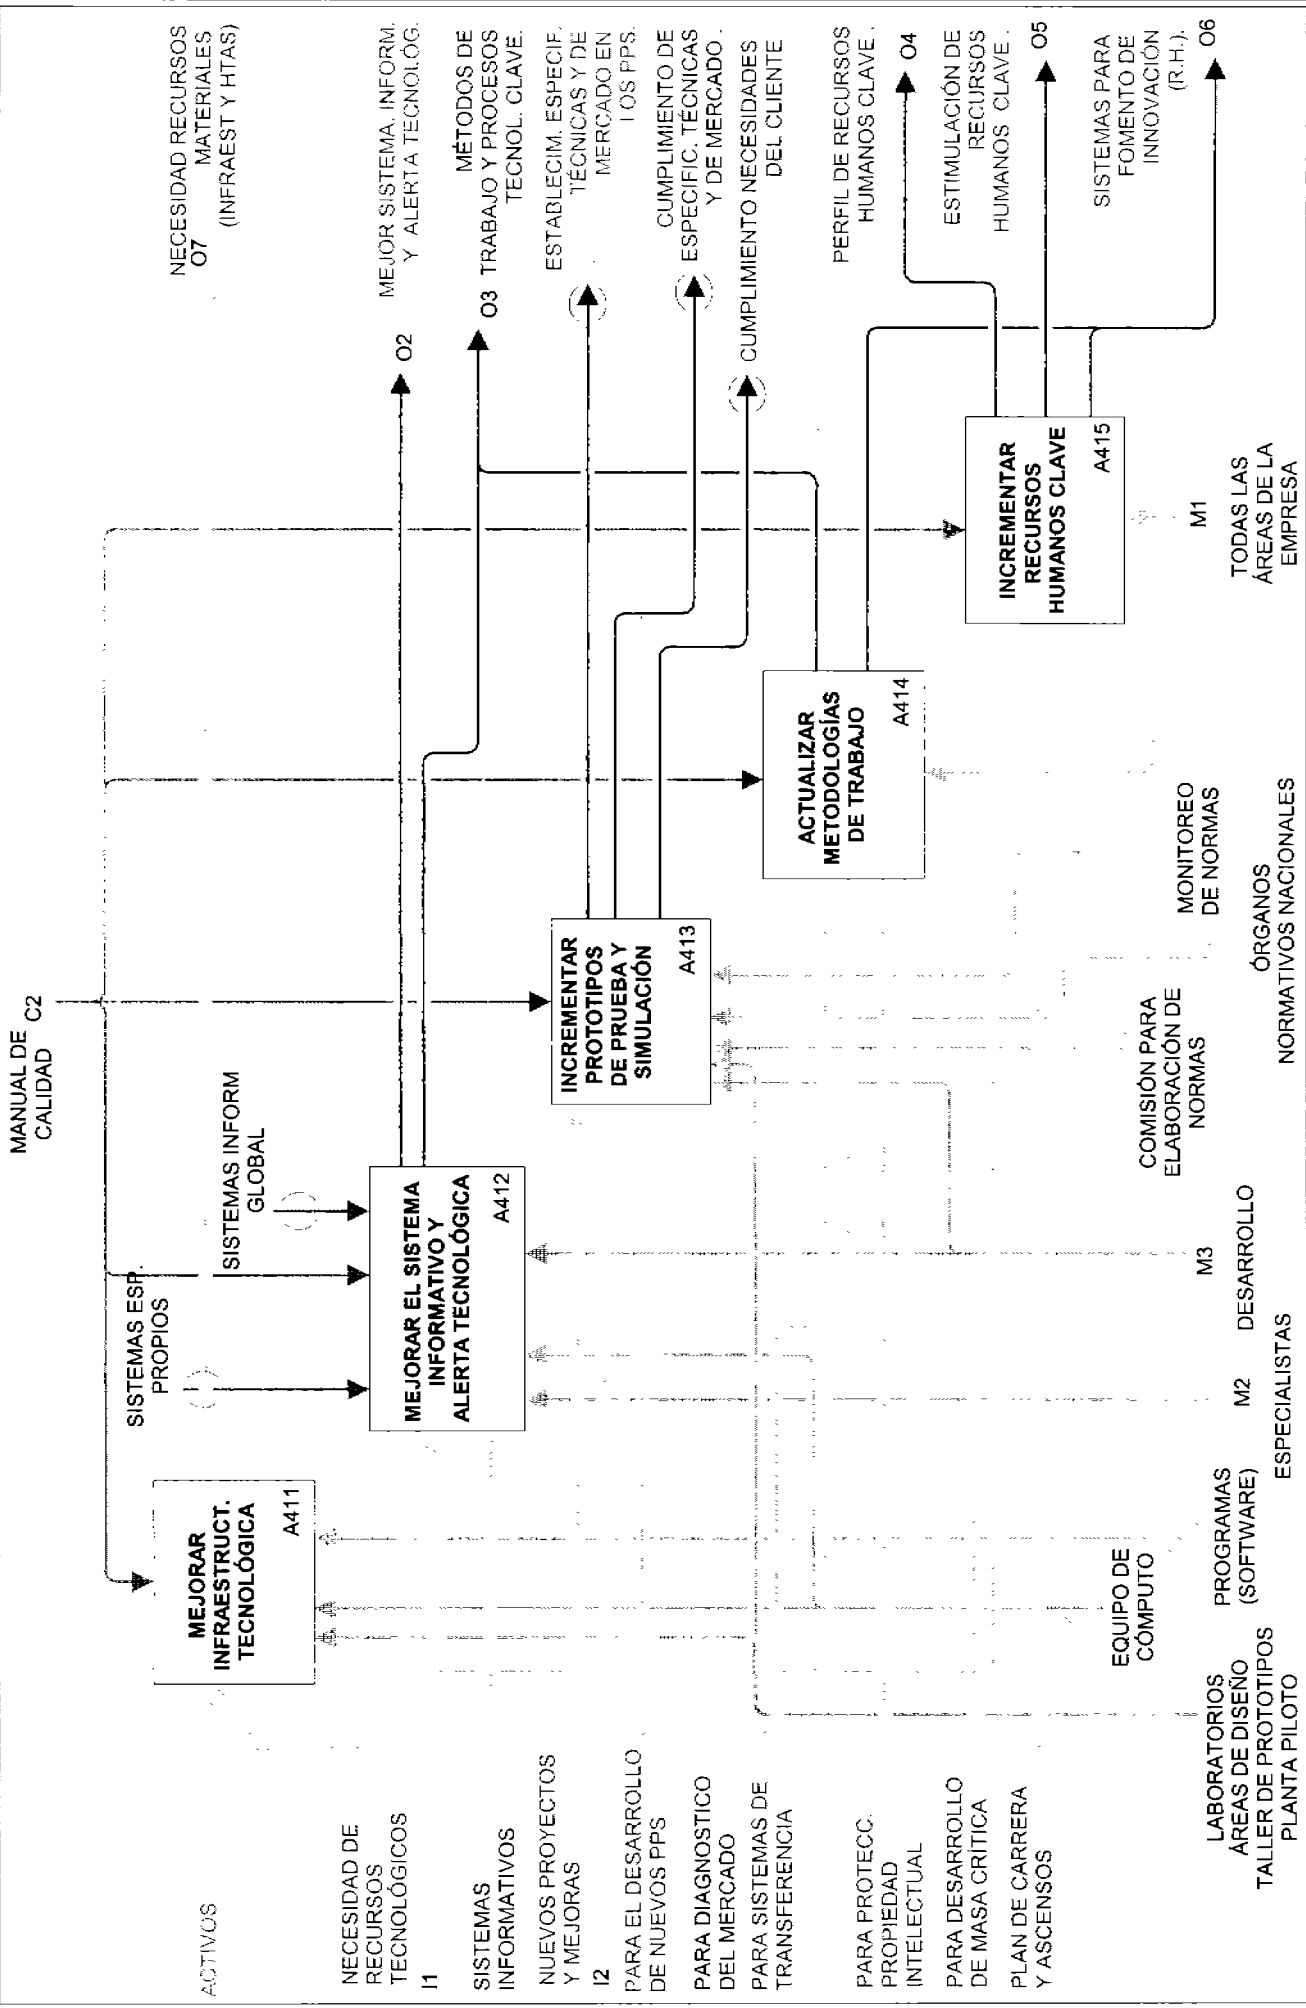 MANUAL DE
CALIDAD
C2
SISTEMAS ESP.
PROPIOS
SISTEMAS INFORM
GLOBAL
ACTIVOS
NECESIDAD DE
RECURSOS
TECNOLÓGICOS
I1
SISTEMAS
INFORMATIVOS
NUEVOS PROYECTOS
Y MEJORAS
I2
PARA EL DESARROLLO
DE NUEVOS PPS
PARA DIAGNOSTICO
DEL MERCADO
PARA SISTEMAS DE
TRANSFERENCIA
PARA PROTECC.
PROPIEDAD
INTELECTUAL
PARA DESARROLLO
DE MASA CRÍTICA
PLAN DE CARRERA
Y ASCENSOS
MEJORAR
INFRAESTRUCT.
TECNOLÓGICA
A411
MEJORAR EL SISTEMA
INFORMATIVO Y
ALERTA TECNOLÓGICA
A412
INCREMENTAR
PROTOTIPOS
DE PRUEBA Y
SIMULACIÓN
A413
ACTUALIZAR
METODOLOGÍAS
DE TRABAJO
A414
INCREMENTAR
RECURSOS
HUMANOS CLAVE
A415
NECESIDAD RECURSOS
O7
MATERIALES
(INFRAEST Y HTAS)
MEJOR SISTEMA. INFORM.
Y ALERTA TECNOLÓG.
O2
MÉTODOS DE
O3 TRABAJO Y PROCESOS
TECNOL. CLAVE.
ESTABLECIM. ESPECIF.
TÉCNICAS Y DE
MERCADO EN
LOS PPS.
CUMPLIMIENTO DE
ESPECIFIC. TÉCNICAS
Y DE MERCADO.
CUMPLIMIENTO NECESIDADES
DEL CLIENTE
PERFIL DE RECURSOS
HUMANOS CLAVE.
O4
ESTIMULACIÓN DE
RECURSOS
HUMANOS CLAVE.
O5
SISTEMAS PARA
FOMENTO DE
INNOVACIÓN
(R.H.).
O6
LABORATORIOS
ÁREAS DE DISEÑO
TALLER DE PROTOTIPOS
PLANTA PILOTO
EQUIPO DE
CÓMPUTO
PROGRAMAS
(SOFTWARE)
M2
ESPECIALISTAS
M3
DESARROLLO
COMISIÓN PARA
ELABORACIÓN DE
NORMAS
MONITOREO
DE NORMAS
ÓRGANOS
NORMATIVOS NACIONALES
M1
TODAS LAS
ÁREAS DE LA
EMPRESA